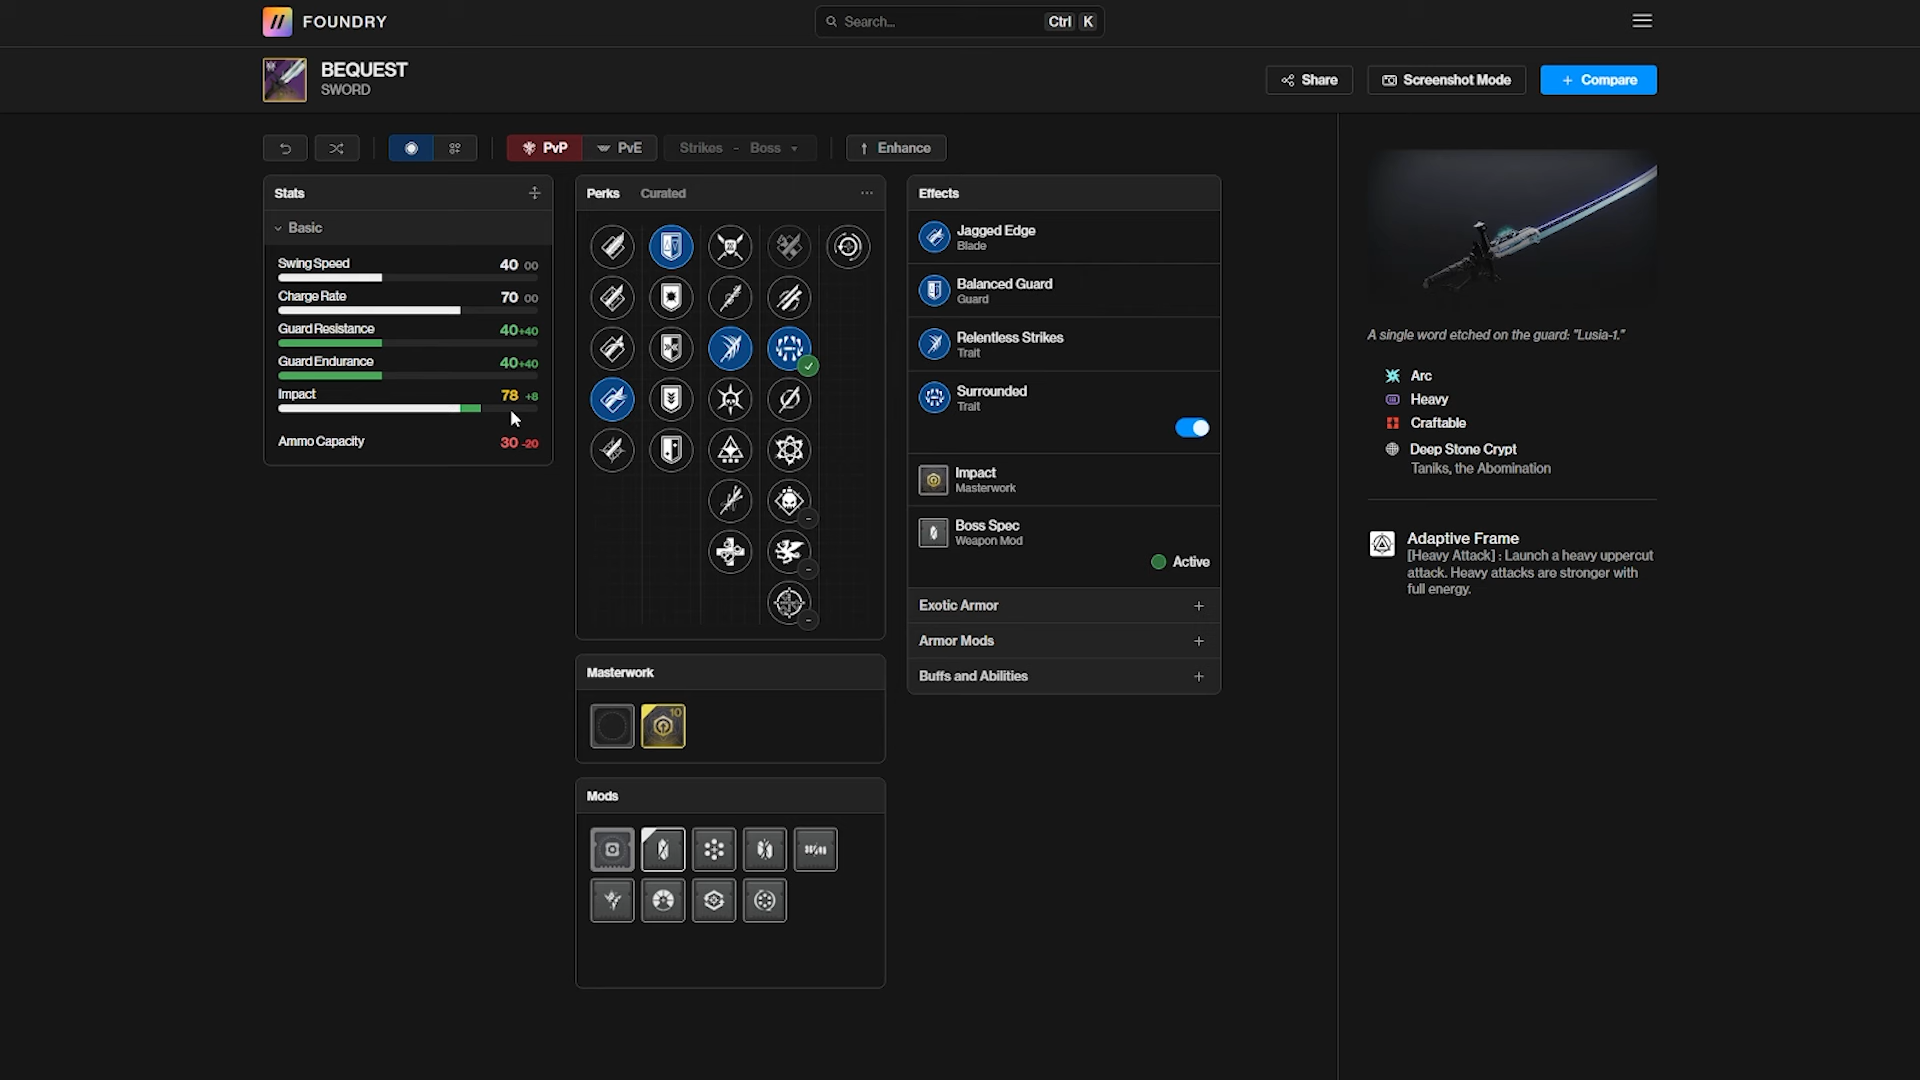 FOUNDRY
Search...
Ctrl K
BEQUEST
SWORD
Share
Screenshot Mode
+ Compare
PvP
PvE
Strikes - Boss
Enhance
Stats
Basic
Swing Speed 40 00
Charge Rate 70 00
Guard Resistance 40 +40
Guard Endurance 40 +40
Impact 78 +8
Ammo Capacity 30 -20
Perks Curated
Masterwork
10
Mods
Effects
Jagged Edge
Blade
Balanced Guard
Guard
Relentless Strikes
Trait
Surrounded
Trait
Impact
Masterwork
Boss Spec
Weapon Mod
Active
Exotic Armor +
Armor Mods +
Buffs and Abilities +
A single word etched on the guard: "Lusia-1."
Arc
Heavy
Craftable
Deep Stone Crypt
Taniks, the Abomination
Adaptive Frame
[Heavy Attack] : Launch a heavy uppercut
attack. Heavy attacks are stronger with
full energy.